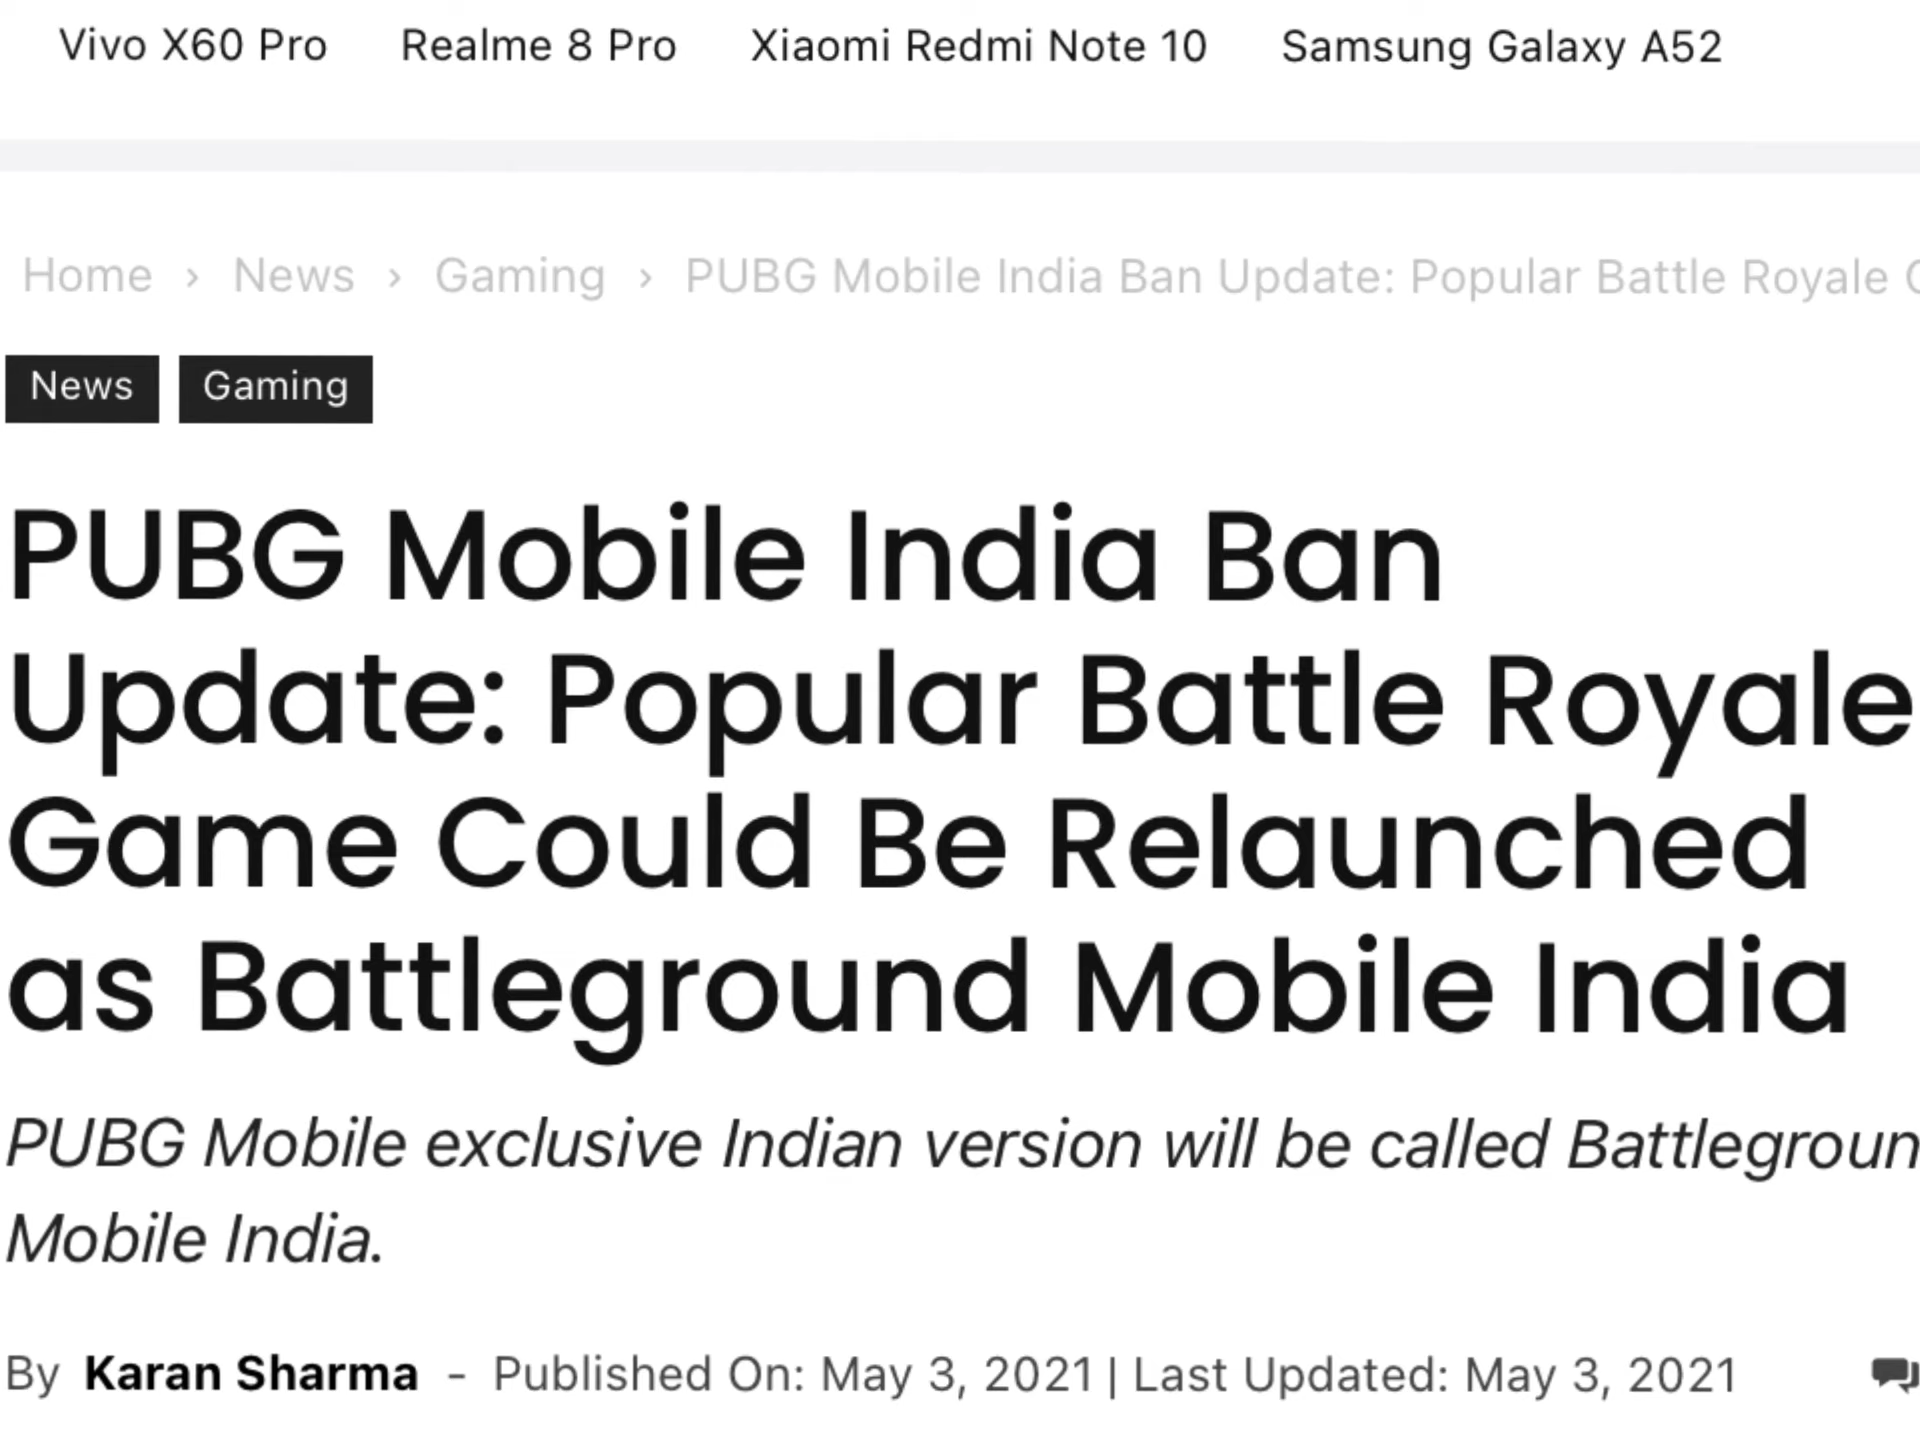 Vivo X60 Pro Realme 8 Pro Xiaomi Redmi Note 10 Samsung Galaxy A52
Home › News › Gaming › PUBG Mobile India Ban Update: Popular Battle Royale
News Gaming
PUBG Mobile India Ban
Update: Popular Battle Royale
Game Could Be Relaunched
as Battleground Mobile India
PUBG Mobile exclusive Indian version will be called Battlegroun
Mobile India.
By Karan Sharma - Published On: May 3, 2021 | Last Updated: May 3, 2021